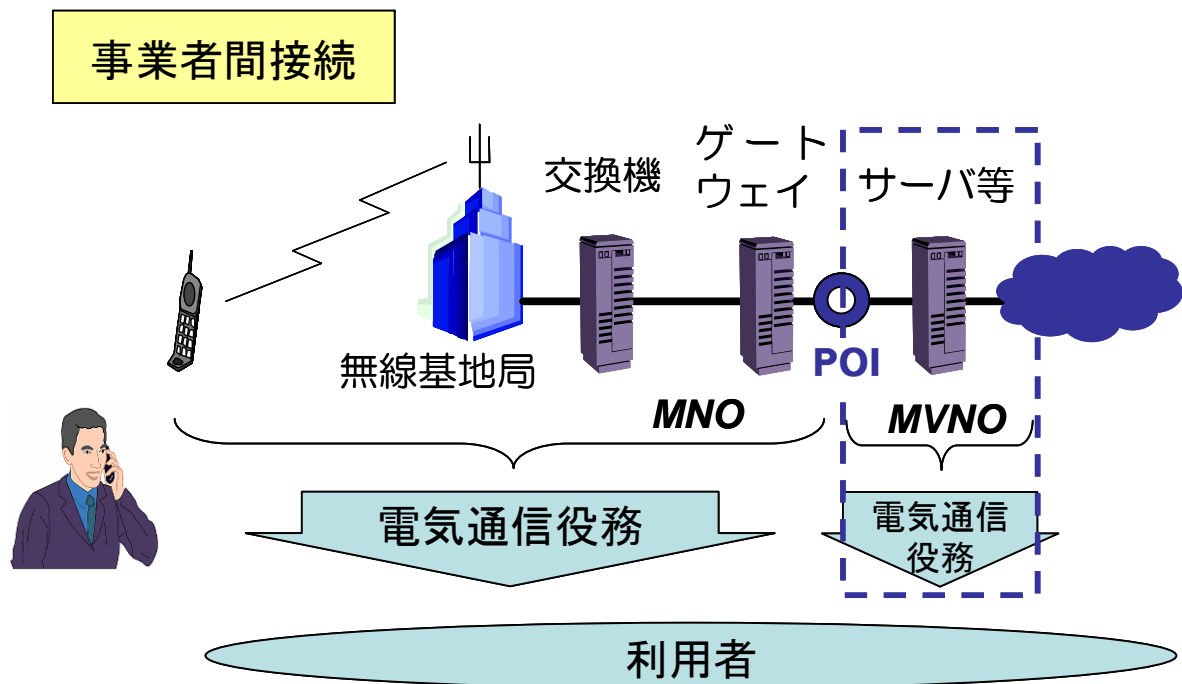 事業者間接続
交換機
ゲート
ウェイ
サーバ等
無線基地局
POI
MNO
MVNO
電気通信役務
電気通信
役務
利用者